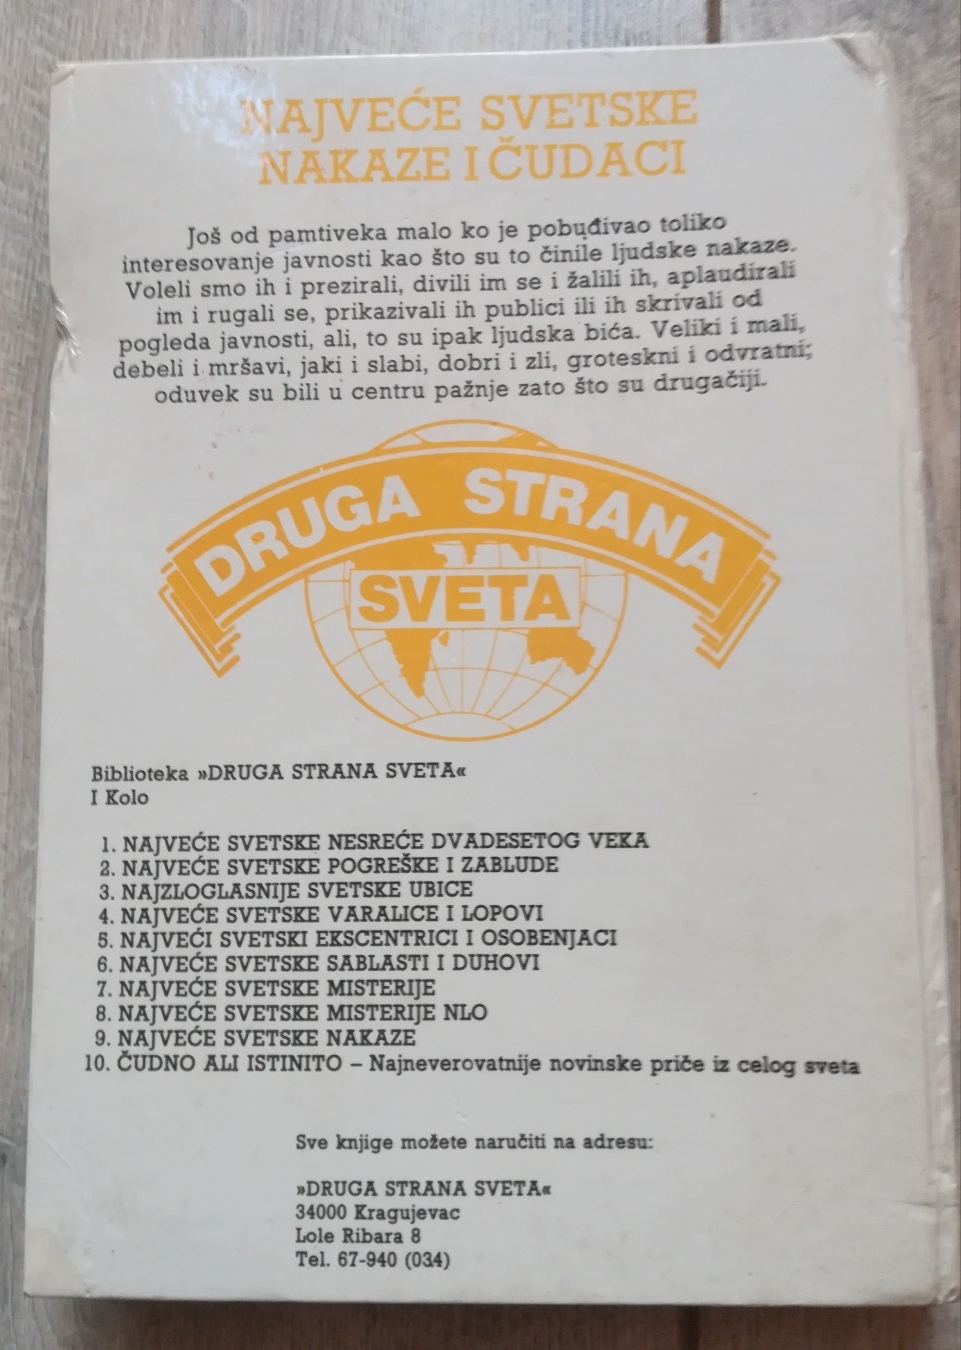 NAJVEĆE SVETSKE
NAKAZE I ČUDACI
Još od pamtiveka malo ko je pobuđivao toliko
interesovanje javnosti kao što su to činile ljudske nakaze.
Voleli smo ih i prezirali, divili im se i žalili ih, aplaudirali
im i rugali se, prikazivali ih publici ili ih skrivali od
pogleda javnosti, ali, to su ipak ljudska bića. Veliki i mali,
debeli i mršavi, jaki i slabi, dobri i zli, groteskni i odvratni;
oduvek su bili u centru pažnje zato što su drugačiji.
DRUGA STRANA
SVETA
Biblioteka »DRUGA STRANA SVETA«
I Kolo
1. NAJVEĆE SVETSKE NESREĆE DVADESETOG VEKA
2. NAJVEĆE SVETSKE POGREŠKE I ZABLUDE
3. NAJZLOGLASNIJE SVETSKE UBICE
4. NAJVEĆE SVETSKE VARALICE I LOPOVI
5. NAJVEĆI SVETSKI EKSCENTRICI I OSOBENJACI
6. NAJVEĆE SVETSKE SABLASTI I DUHOVI
7. NAJVEĆE SVETSKE MISTERIJE
8. NAJVEĆE SVETSKE MISTERIJE NLO
9. NAJVEĆE SVETSKE NAKAZE
10. ČUDNO ALI ISTINITO – Najneverovatnije novinske priče iz celog sveta
Sve knjige možete naručiti na adresu:
»DRUGA STRANA SVETA«
34000 Kragujevac
Lole Ribara 8
Tel. 67-940 (034)